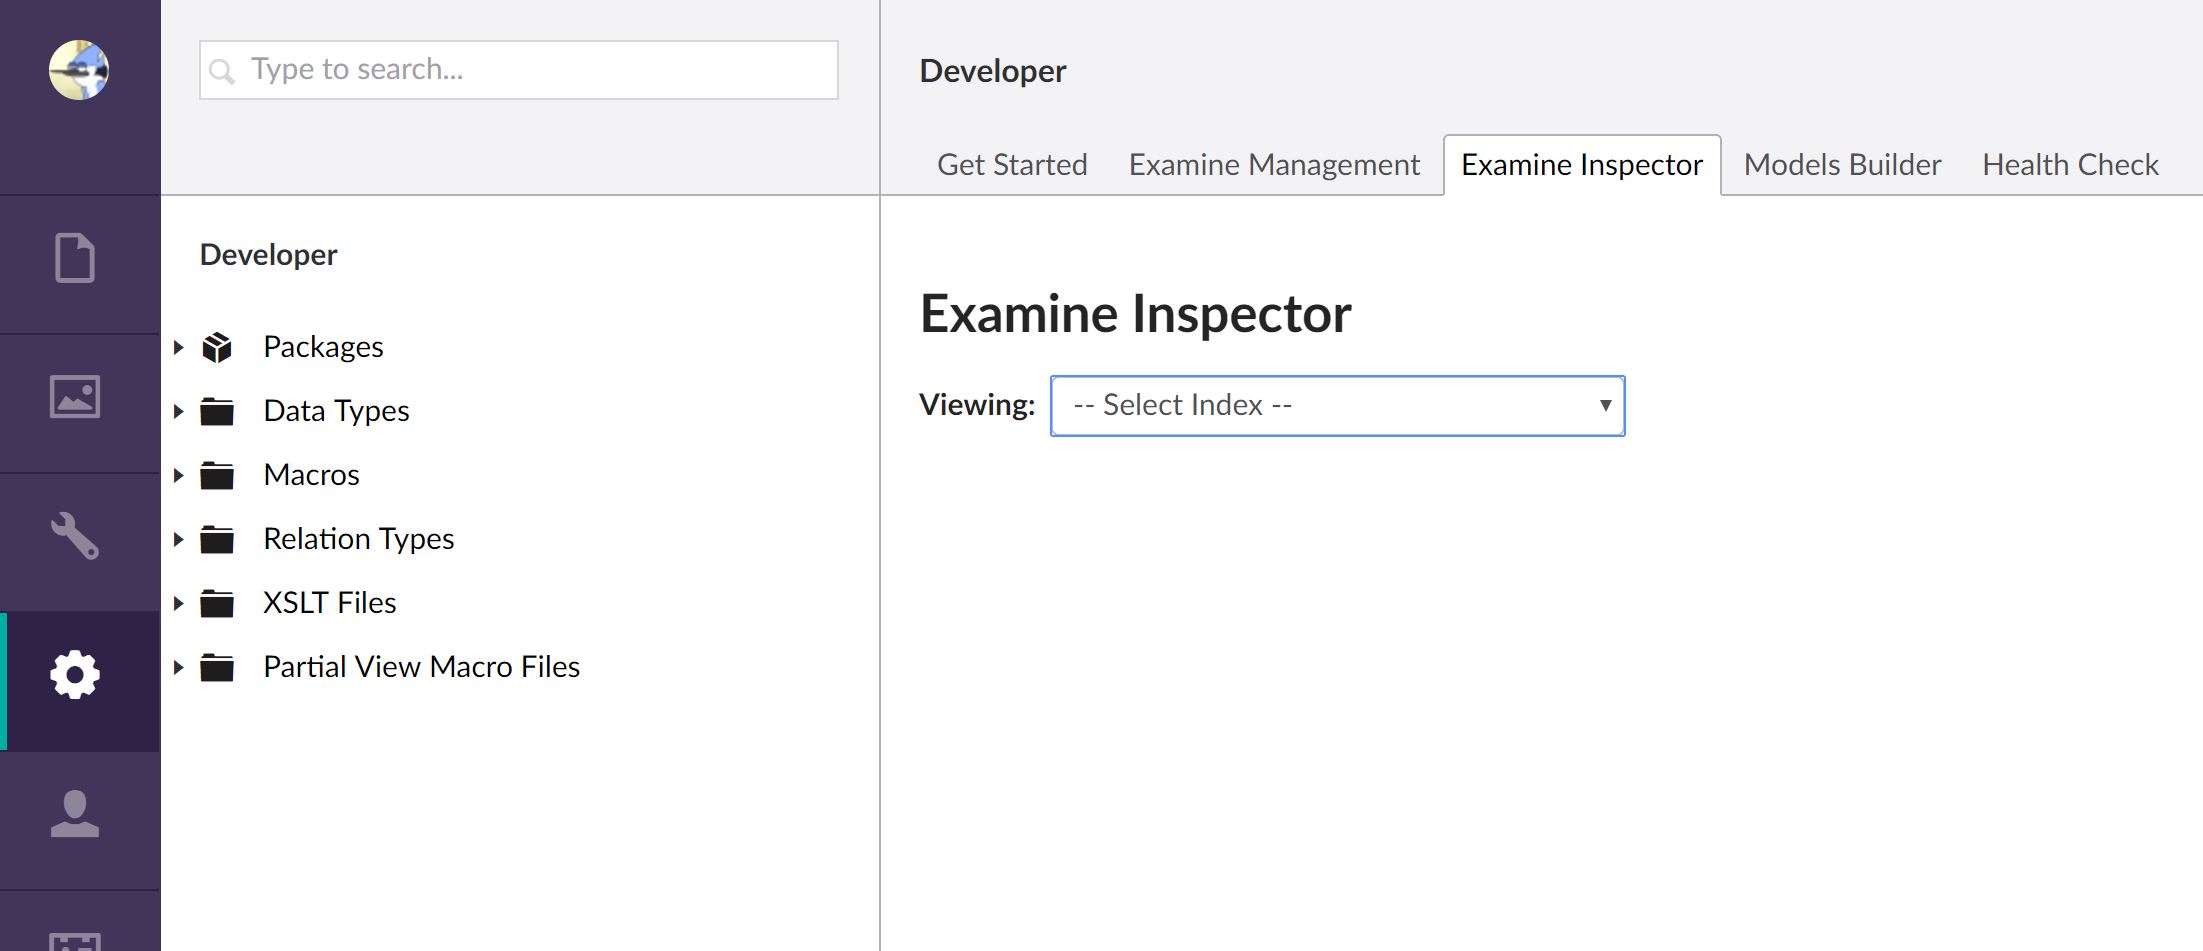 Type to search...
Developer
Packages
Data Types
Macros
Relation Types
XSLT Files
Partial View Macro Files
Developer
Get Started Examine Management Examine Inspector Models Builder Health Check
Examine Inspector
Viewing: -- Select Index --